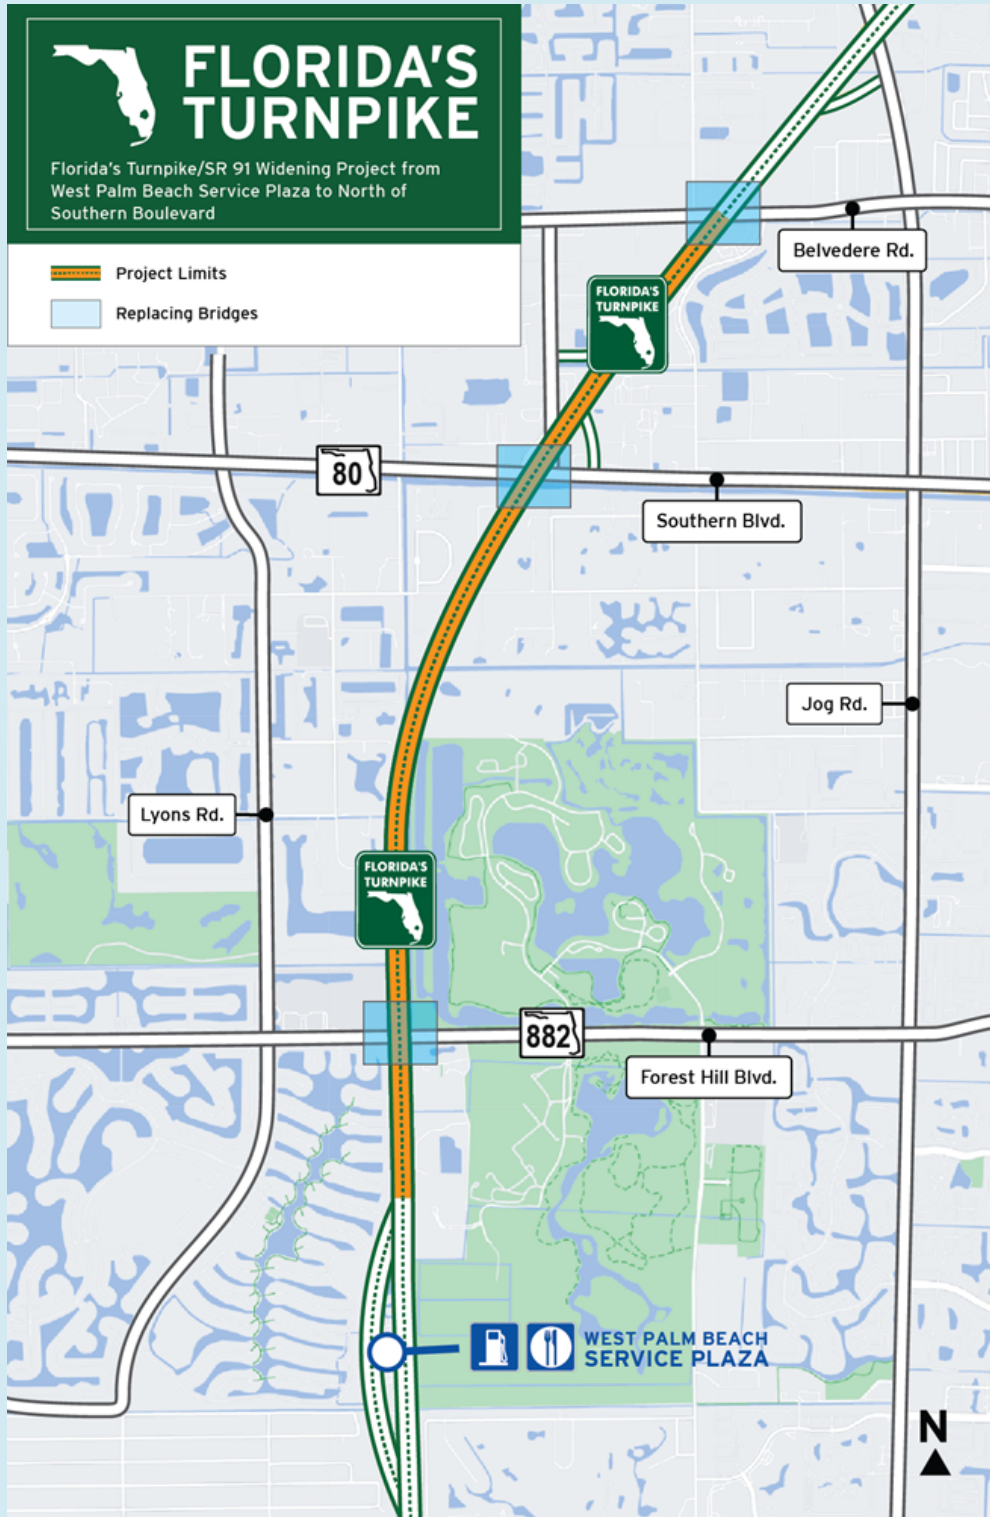 FLORIDA'S
TURNPIKE
Florida's Turnpike/SR 91 Widening Project from
West Palm Beach Service Plaza to North of
Southern Boulevard
Project Limits
Replacing Bridges
Belvedere Rd.
FLORIDA'S
TURNPIKE
80
Southern Blvd.
Jog Rd.
Lyons Rd.
FLORIDA'S
TURNPIKE
882
Forest Hill Blvd.
WEST PALM BEACH
SERVICE PLAZA
N